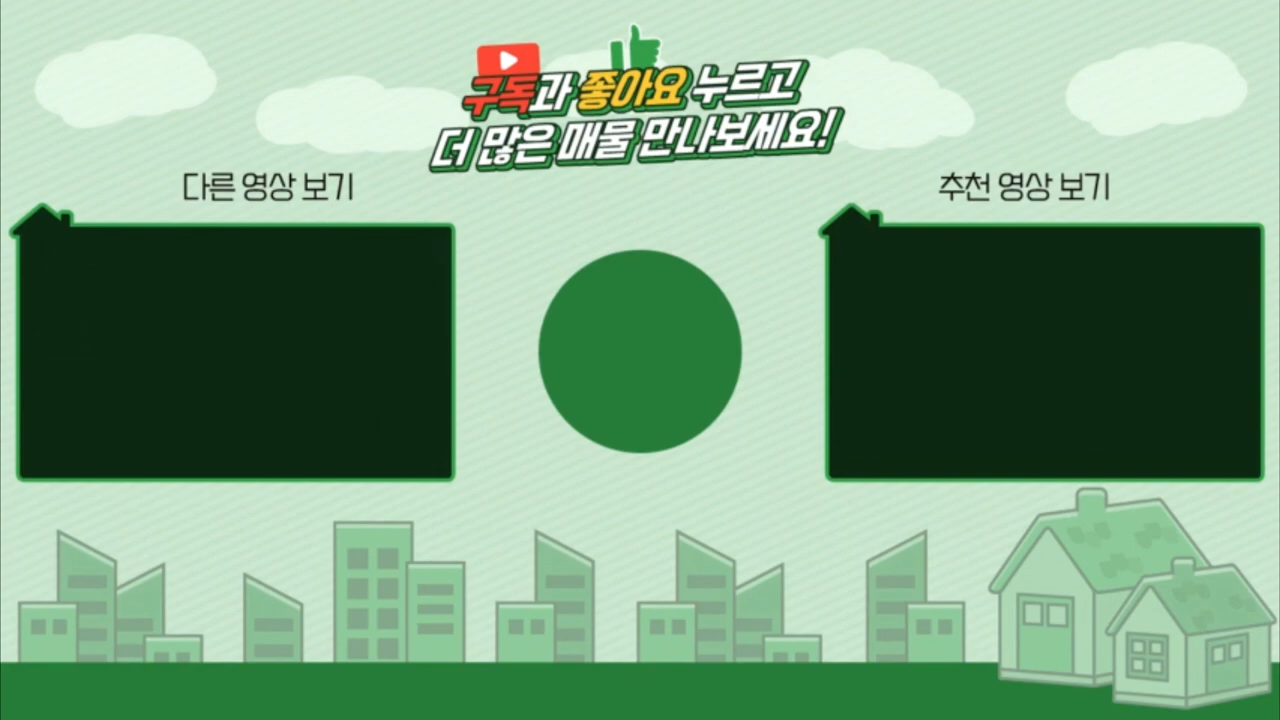 구독과 좋아요 누르고
더 많은 매물 만나보세요!
다른 영상 보기
추천 영상 보기